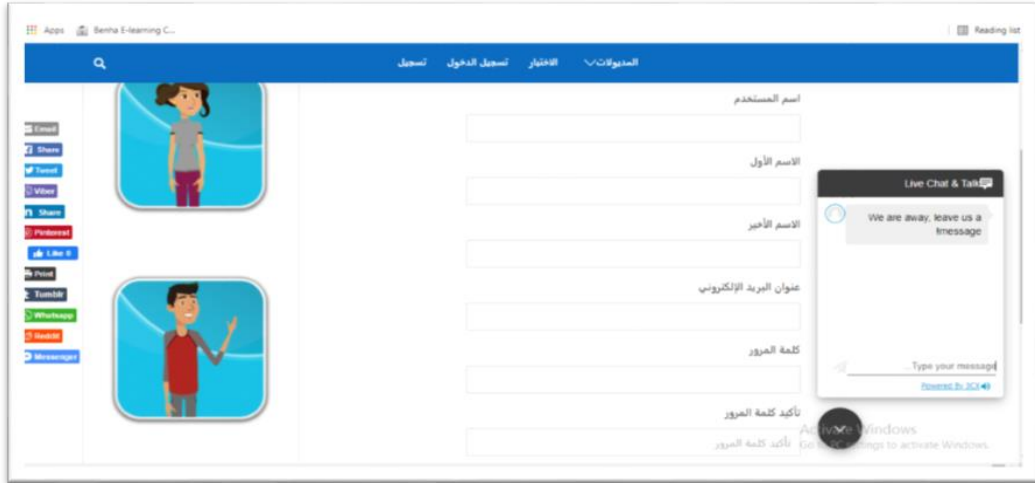 Apps Benha E-learning C...
Reading list
المديولات الاختبار تسجيل الدخول تسجيل
اسم المستخدم
الاسم الأول
الاسم الأخير
عنوان البريد الإلكتروني
كلمة المرور
تأكيد كلمة المرور
تأكيد كلمة المرور
Email
Share
Tweet
Viber
Share
Pinterest
Like 0
Print
Tumblr
Whatsapp
Reddit
Messenger
Live Chat & Talk
We are away, leave us a
!message
Type your message
Powered By 3CX
Activate Windows
Go to PC settings to activate Windows.